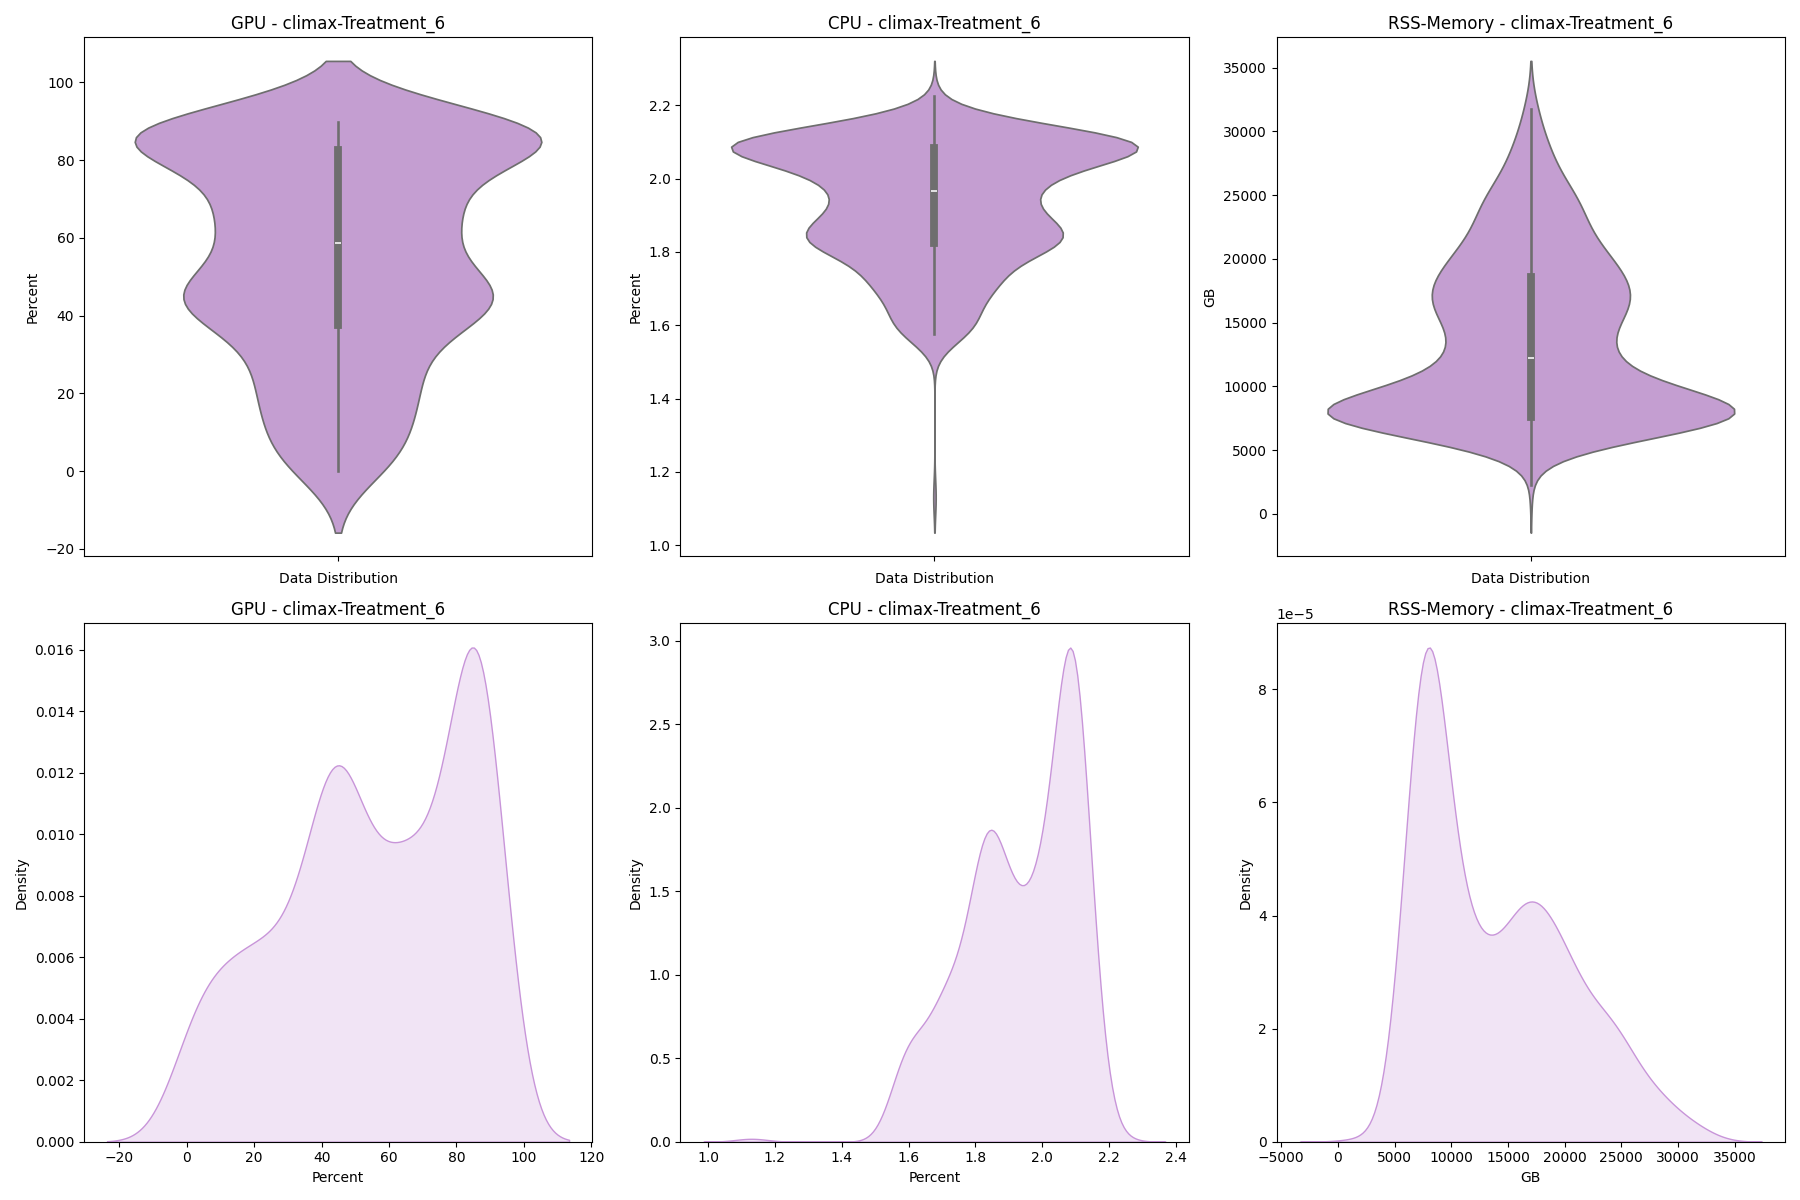 GPU - climax-Treatment_6
CPU - climax-Treatment_6
RSS-Memory - climax-Treatment_6
100
80
60
40
20
0
−20
Percent
Data Distribution
2.2
2.0
1.8
1.6
1.4
1.2
1.0
Percent
Data Distribution
35000
30000
25000
20000
15000
10000
5000
0
GB
Data Distribution
GPU - climax-Treatment_6
CPU - climax-Treatment_6
RSS-Memory - climax-Treatment_6
0.016
0.014
0.012
0.010
0.008
0.006
0.004
0.002
0.000
Density
−20 0 20 40 60 80 100 120
Percent
3.0
2.5
2.0
1.5
1.0
0.5
0.0
Density
1.0 1.2 1.4 1.6 1.8 2.0 2.2 2.4
Percent
1e−5
8
6
4
2
0
Density
−5000 0 5000 10000 15000 20000 25000 30000 35000
GB